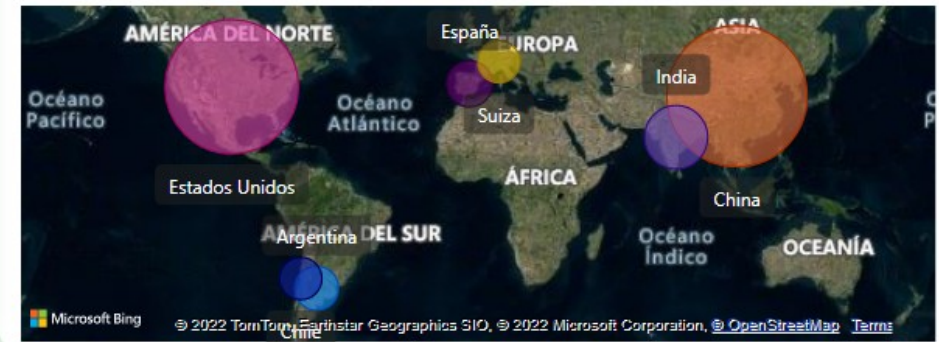 AMÉRICA DEL NORTE
España
EUROPA
ASIA
India
Océano
Pacífico
Océano
Atlántico
Suiza
Estados Unidos
ÁFRICA
China
AMÉRICA DEL SUR
Argentina
Océano
Índico
OCEANÍA
Chile
Microsoft Bing
© 2022 TomTom, Earthstar Geographics SIO, © 2022 Microsoft Corporation, © OpenStreetMap Terms